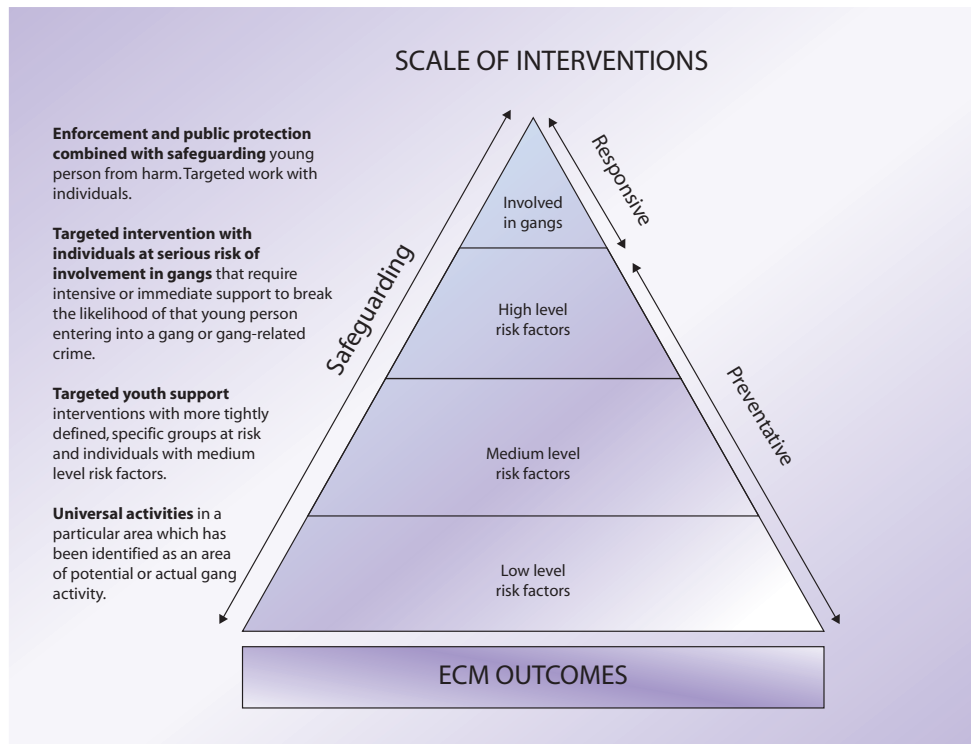 SCALE OF INTERVENTIONS
Enforcement and public protection
combined with safeguarding young
person from harm. Targeted work with
individuals.
Targeted intervention with
individuals at serious risk of
involvement in gangs that require
intensive or immediate support to break
the likelihood of that young person
entering into a gang or gang-related
crime.
Targeted youth support
interventions with more tightly
defined, specific groups at risk
and individuals with medium
level risk factors.
Universal activities in a
particular area which has
been identified as an area
of potential or actual gang
activity.
Safeguarding
Responsive
Preventative
Involved
in gangs
High level
risk factors
Medium level
risk factors
Low level
risk factors
ECM OUTCOMES